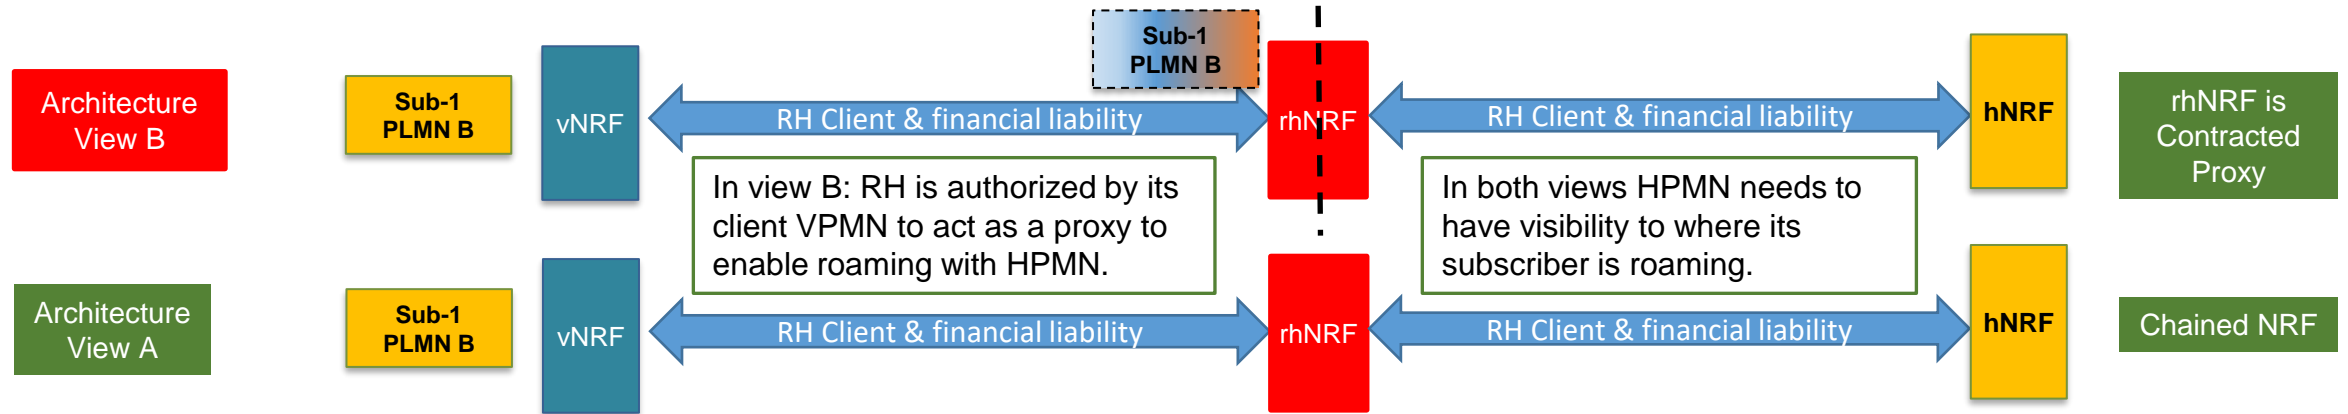 Sub-1
PLMN B
Architecture
View B
Sub-1
PLMN B
vNRF
RH Client & financial liability
rhNRF
RH Client & financial liability
hNRF
rhNRF is
Contracted
Proxy
In view B: RH is authorized by its
client VPMN to act as a proxy to
enable roaming with HPMN.
In both views HPMN needs to
have visibility to where its
subscriber is roaming.
Architecture
View A
Sub-1
PLMN B
vNRF
RH Client & financial liability
rhNRF
RH Client & financial liability
hNRF
Chained NRF